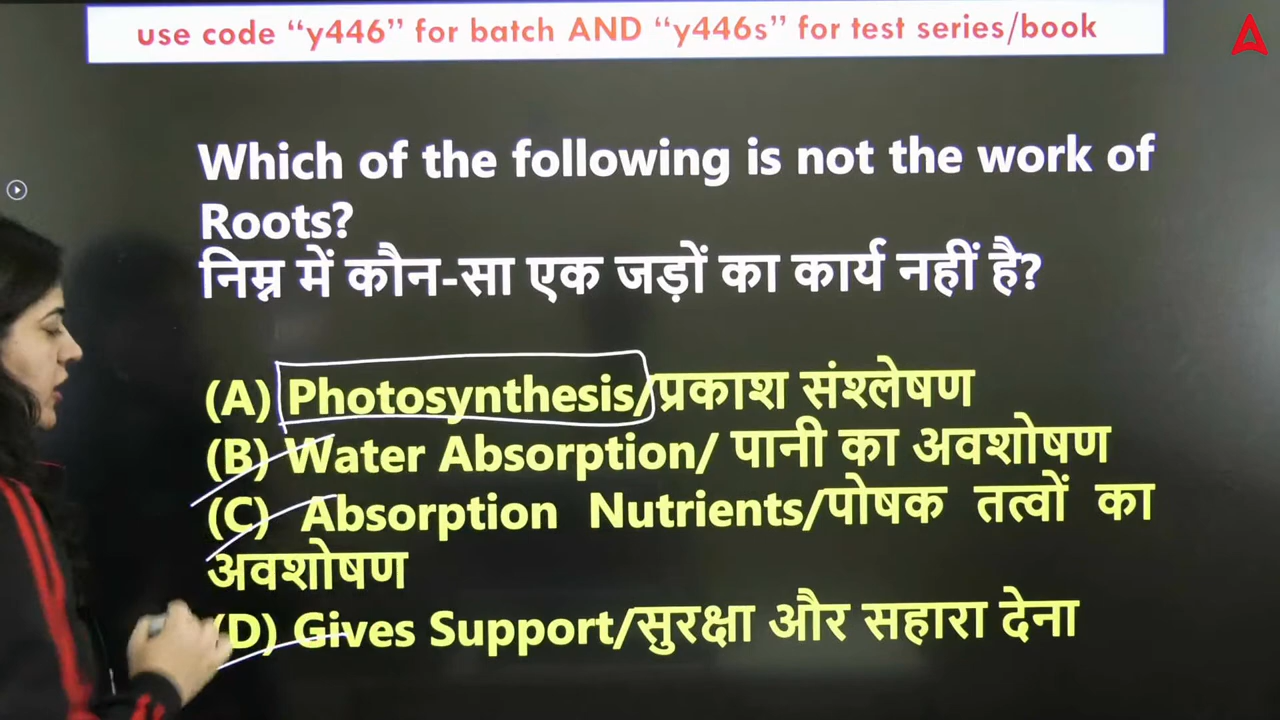 use code “y446” for batch AND “y446s” for test series/book
Which of the following is not the work of
Roots?
निम्न में कौन-सा एक जड़ों का कार्य नहीं है?
(A) Photosynthesis/प्रकाश संश्लेषण
(B) Water Absorption/ पानी का अवशोषण
(C) Absorption Nutrients/पोषक तत्वों का
अवशोषण
(D) Gives Support/सुरक्षा और सहारा देना